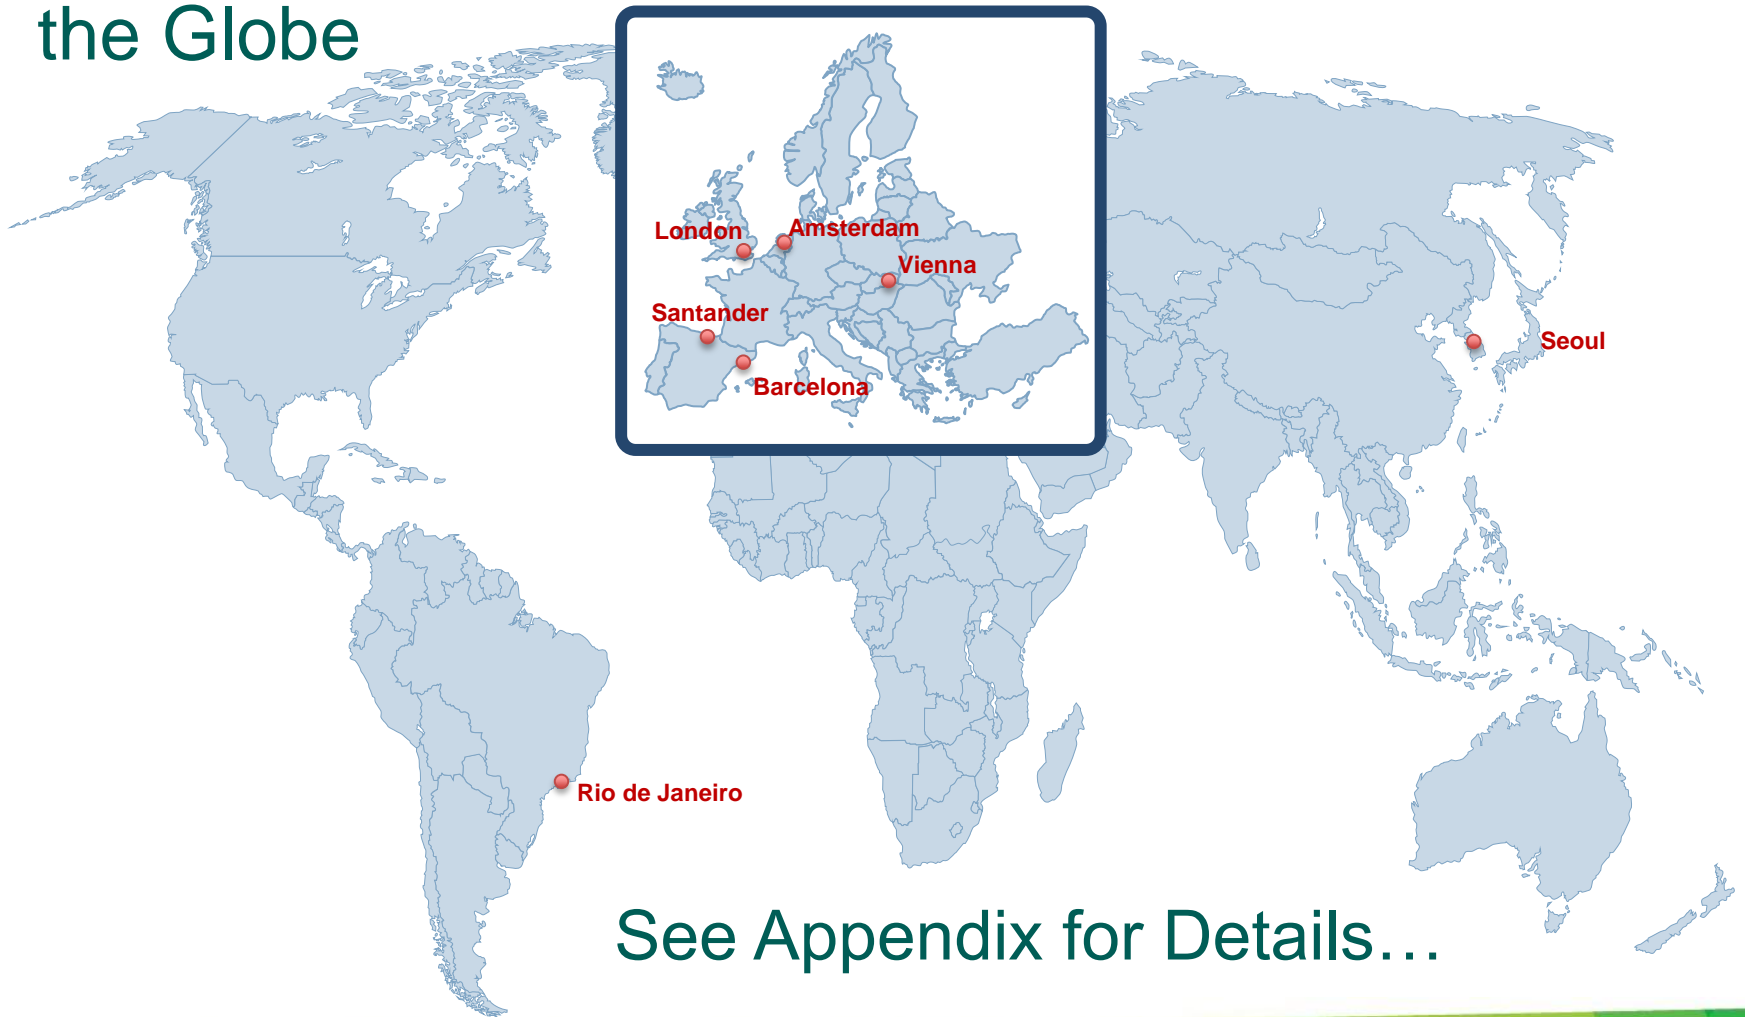 the Globe
London
Amsterdam
Vienna
Santander
Barcelona
Seoul
Rio de Janeiro
See Appendix for Details…